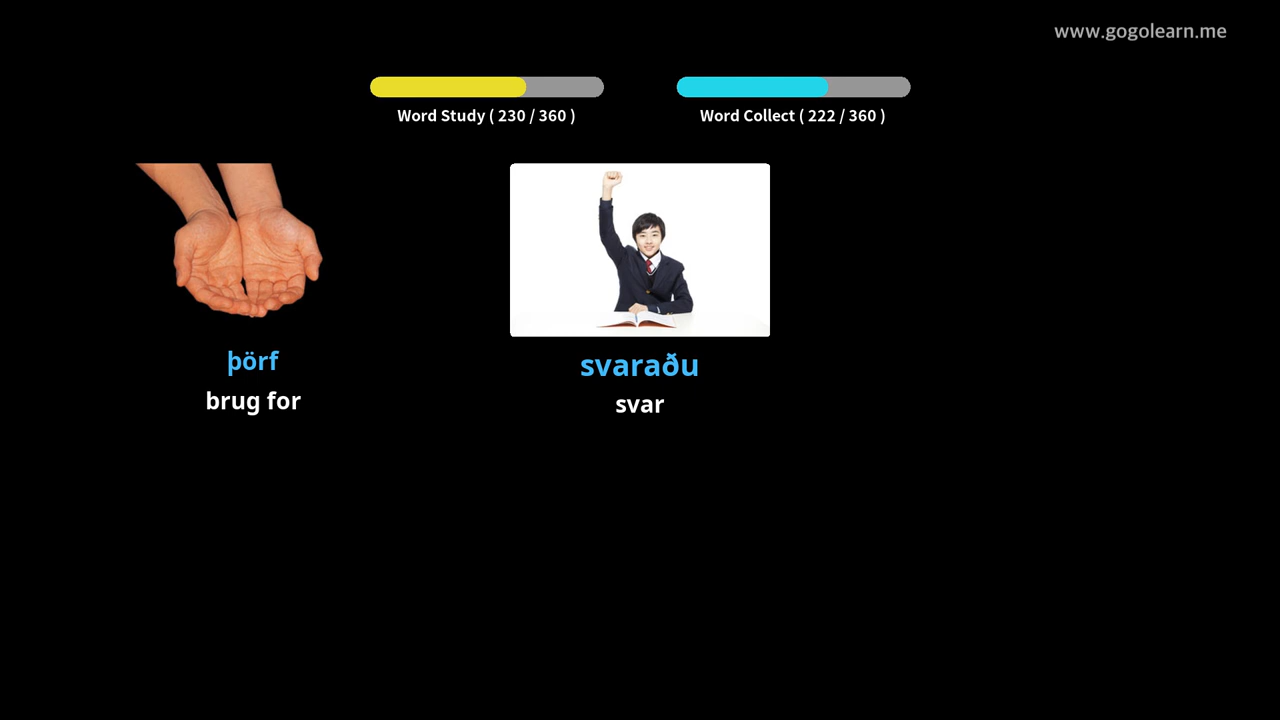 www.gogolearn.me
Word Study ( 230 / 360 )
Word Collect ( 222 / 360 )
þörf
brug for
svaraðu
svar